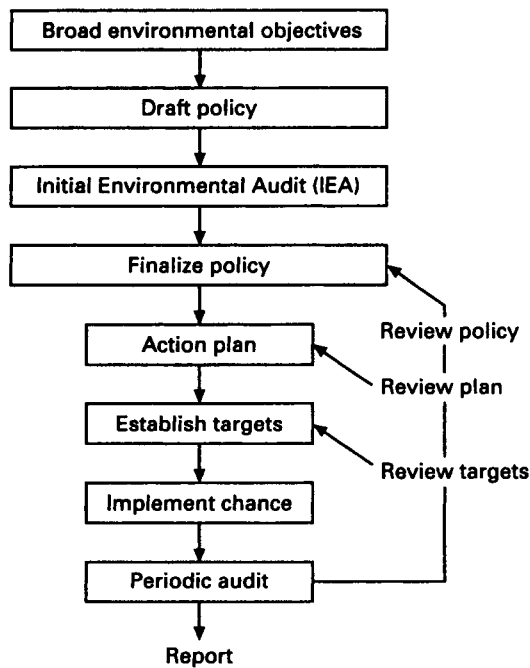 Broad environmental objectives
Draft policy
Initial Environmental Audit (IEA)
Finalize policy
Review policy
Action plan
Review plan
Establish targets
Review targets
Implement chance
Periodic audit
Report